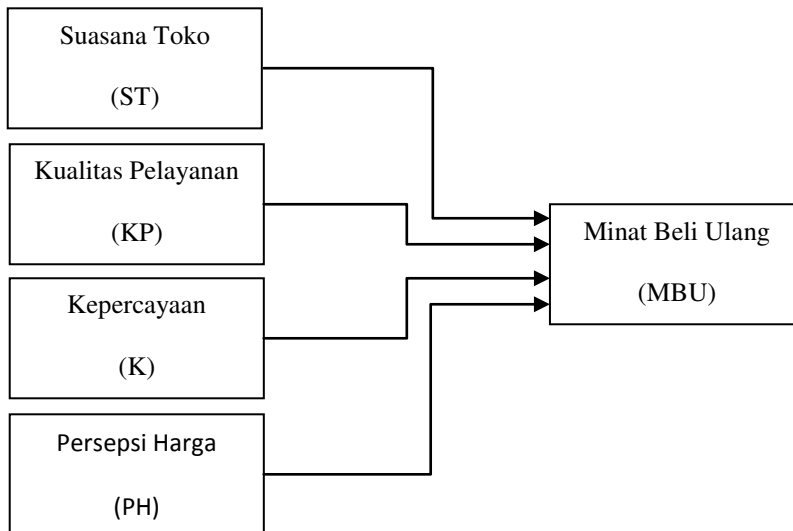 Suasana Toko
(ST)
Kualitas Pelayanan
(KP)
Kepercayaan
(K)
Persepsi Harga
(PH)
Minat Beli Ulang
(MBU)